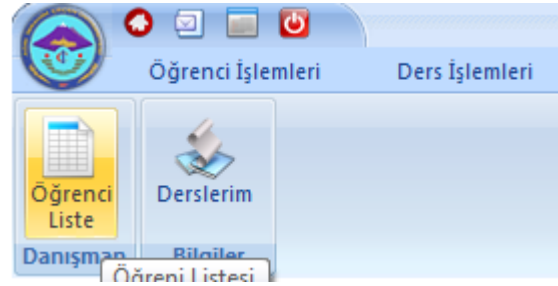 Öğrenci İşlemleri
Ders İşlemleri
Öğrenci
Liste
Derslerim
Danışman
Bilgiler
Öğreni Listesi